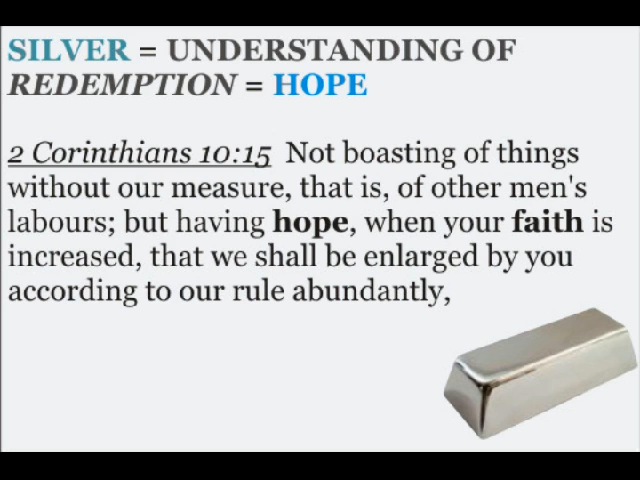 SILVER = UNDERSTANDING OF
REDEMPTION = HOPE
2 Corinthians 10:15 Not boasting of things
without our measure, that is, of other men's
labours; but having hope, when your faith is
increased, that we shall be enlarged by you
according to our rule abundantly,